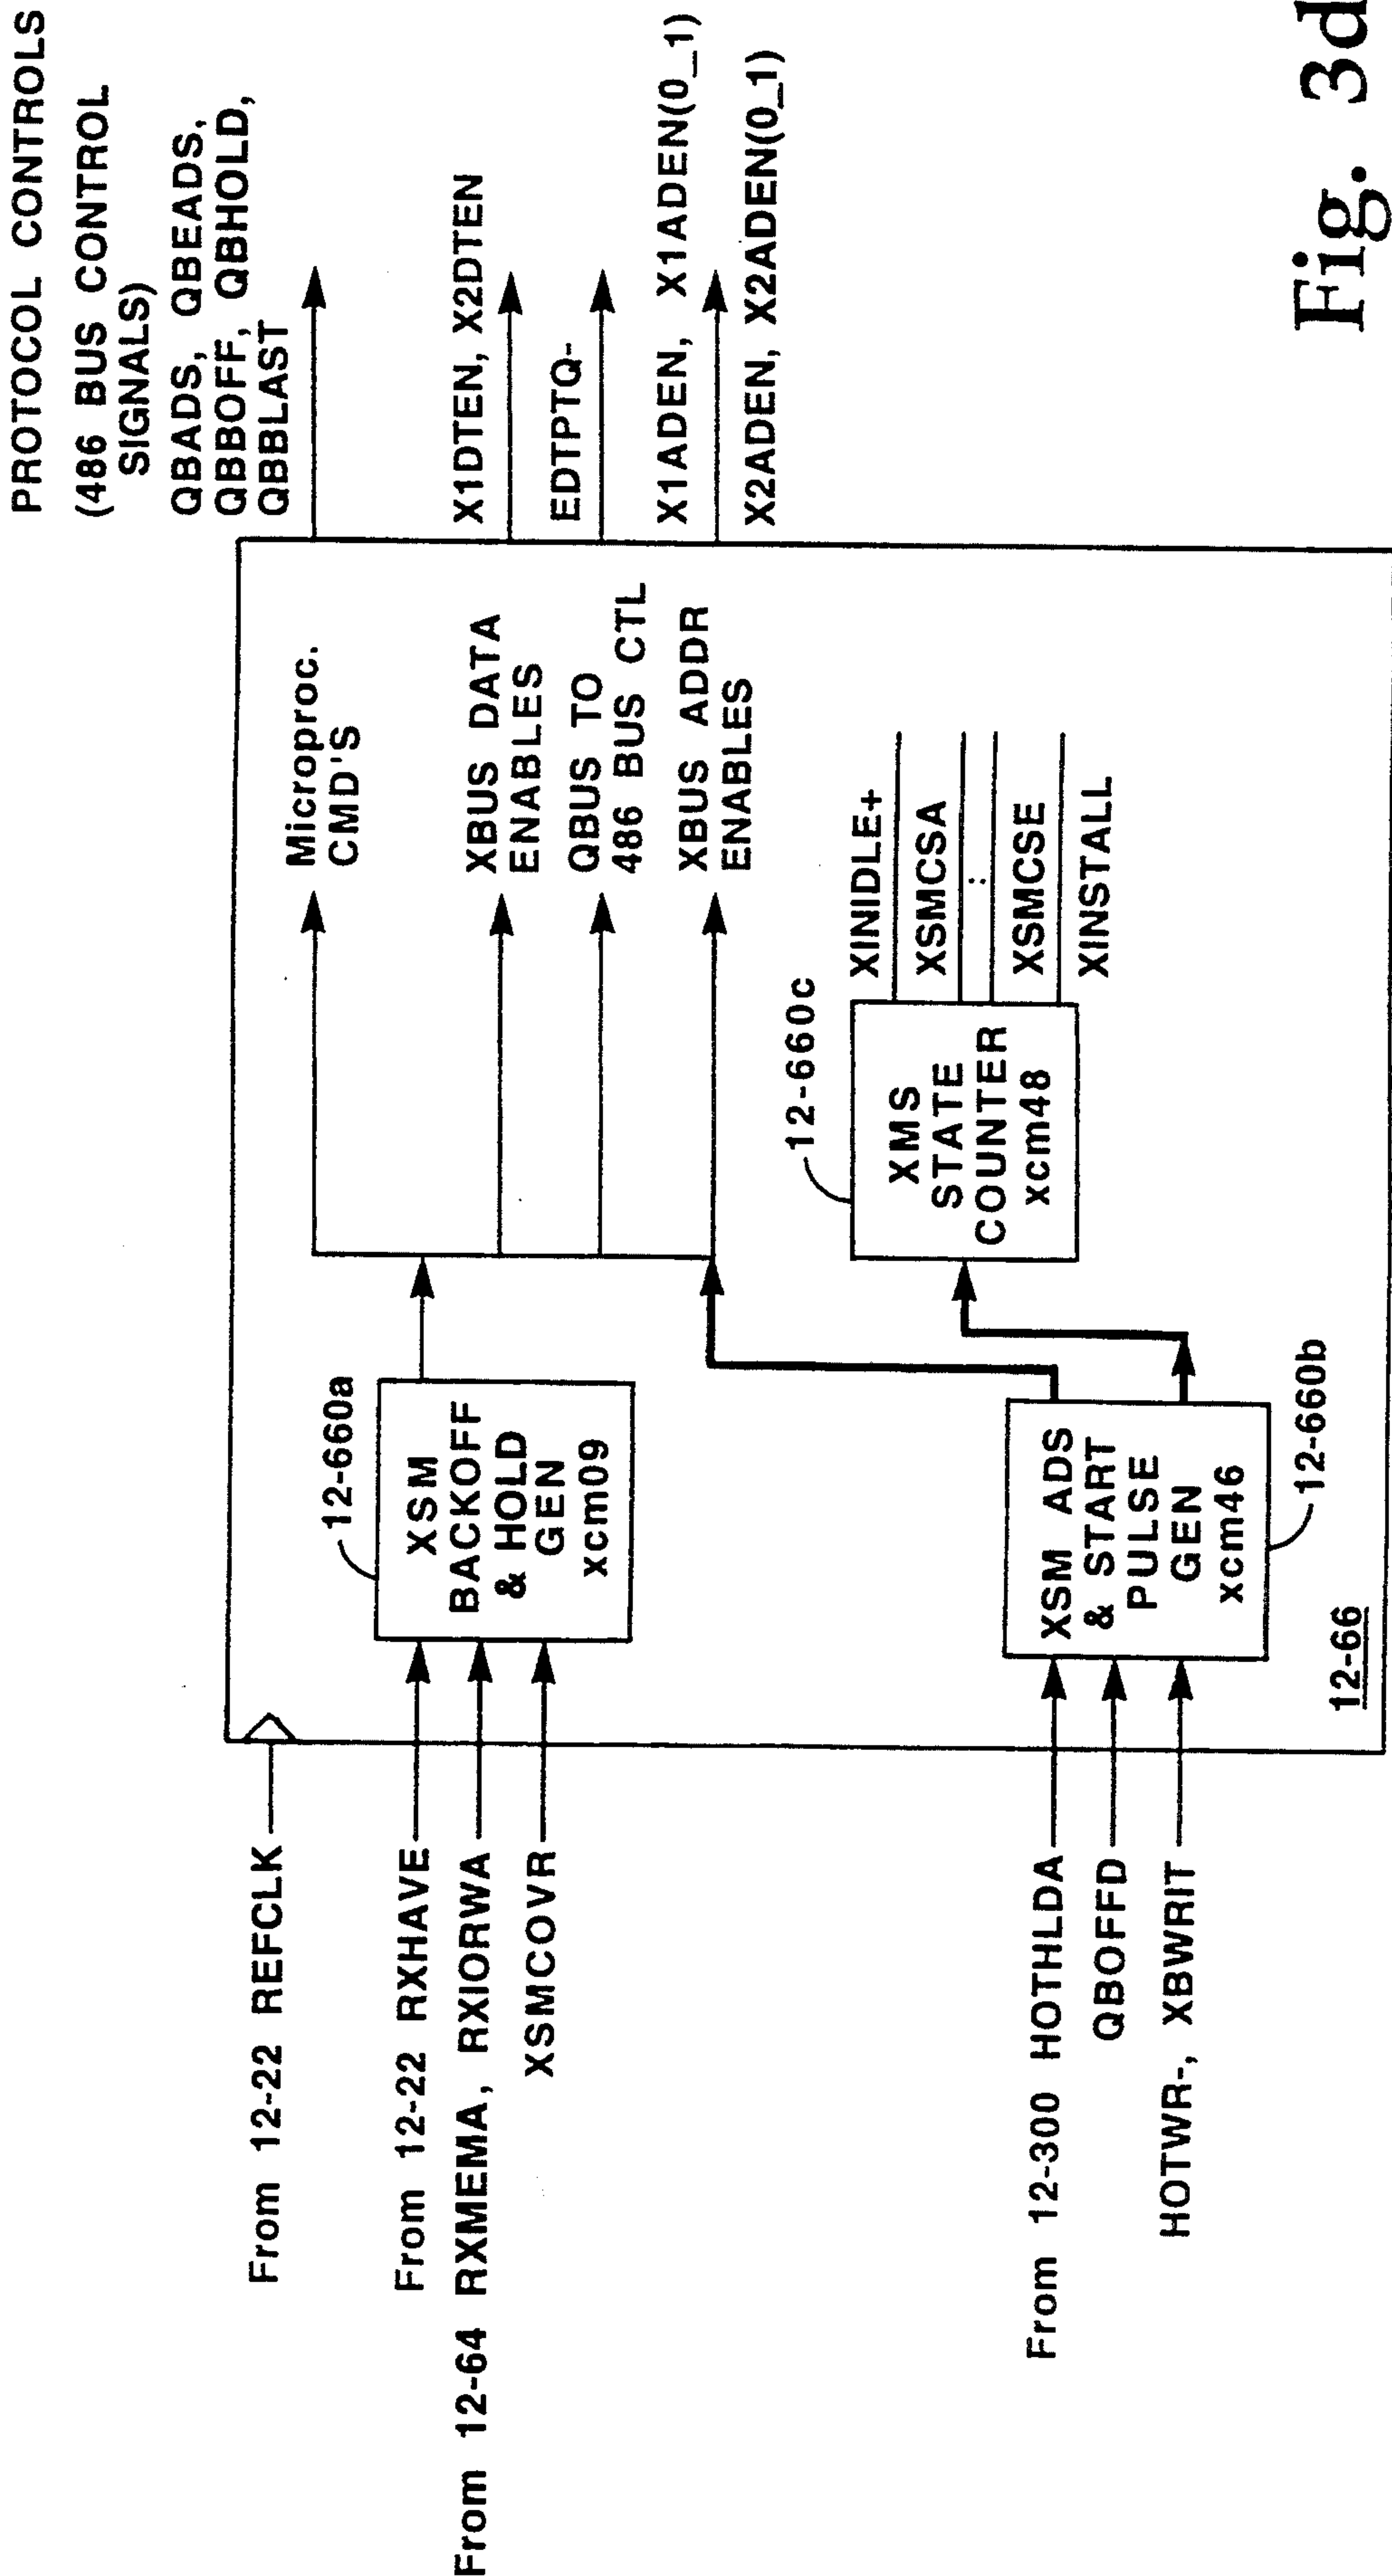 PROTOCOL CONTROLS
(486 BUS CONTROL
SIGNALS)
QBADS, QBEADS,
QBBOFF, QBHOLD,
QBBLAST
X1DTEN, X2DTEN
EDTPTQ-
X1ADEN, X1ADEN(0_1)
X2ADEN, X2ADEN(0_1)
Microproc.
CMD'S
XBUS DATA
ENABLES
QBUS TO
486 BUS CTL
XBUS ADDR
ENABLES
From 12-22 REFCLK
From 12-22 RXHAVE
From 12-64 RXMEMA, RXIORWA
XSMCOVR
12-660a
XSM
BACKOFF
& HOLD
GEN
xcm09
From 12-300 HOTHLDA
QBOFFD
HOTWR-, XBWRIT
XSM ADS
& START
PULSE
GEN
xcm46
12-660b
12-660c
XMS
STATE
COUNTER
xcm48
XINIDLE+
XSMCSA
:
XSMCSE
XINSTALL
12-66
Fig. 3d